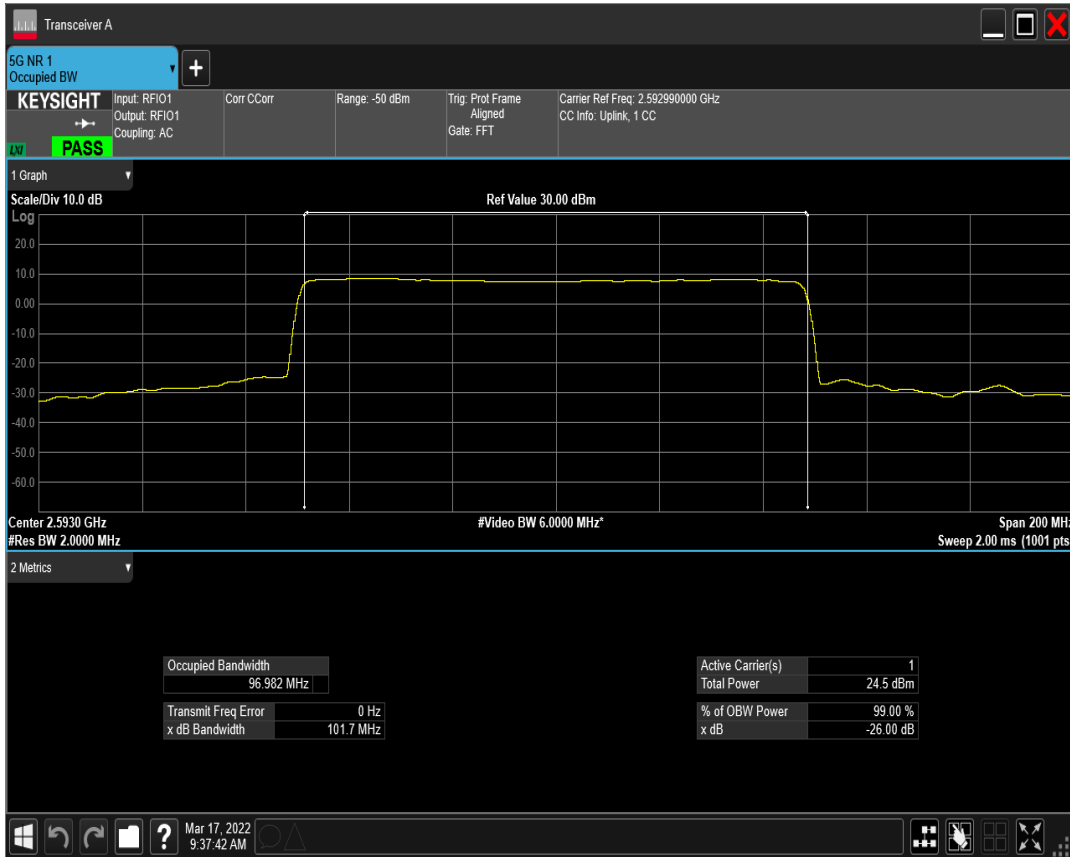 Transceiver A
5G NR 1
Occupied BW
KEYSIGHT
LXI
PASS
Input: RFIO1
Output: RFIO1
Coupling: AC
Corr CCorr
Range: -50 dBm
Trig: Prot Frame
Aligned
Gate: FFT
Carrier Ref Freq: 2.592990000 GHz
CC Info: Uplink, 1 CC
1 Graph
Scale/Div 10.0 dB
Ref Value 30.00 dBm
Log
20.0
10.0
0.00
-10.0
-20.0
-30.0
-40.0
-50.0
-60.0
Center 2.5930 GHz
#Video BW 6.0000 MHz*
Span 200 MHz
#Res BW 2.0000 MHz
Sweep 2.00 ms (1001 pts
2 Metrics
Occupied Bandwidth
96.982 MHz
Transmit Freq Error 0 Hz
x dB Bandwidth 101.7 MHz
Active Carrier(s) 1
Total Power 24.5 dBm
% of OBW Power 99.00 %
x dB -26.00 dB
Mar 17, 2022
9:37:42 AM